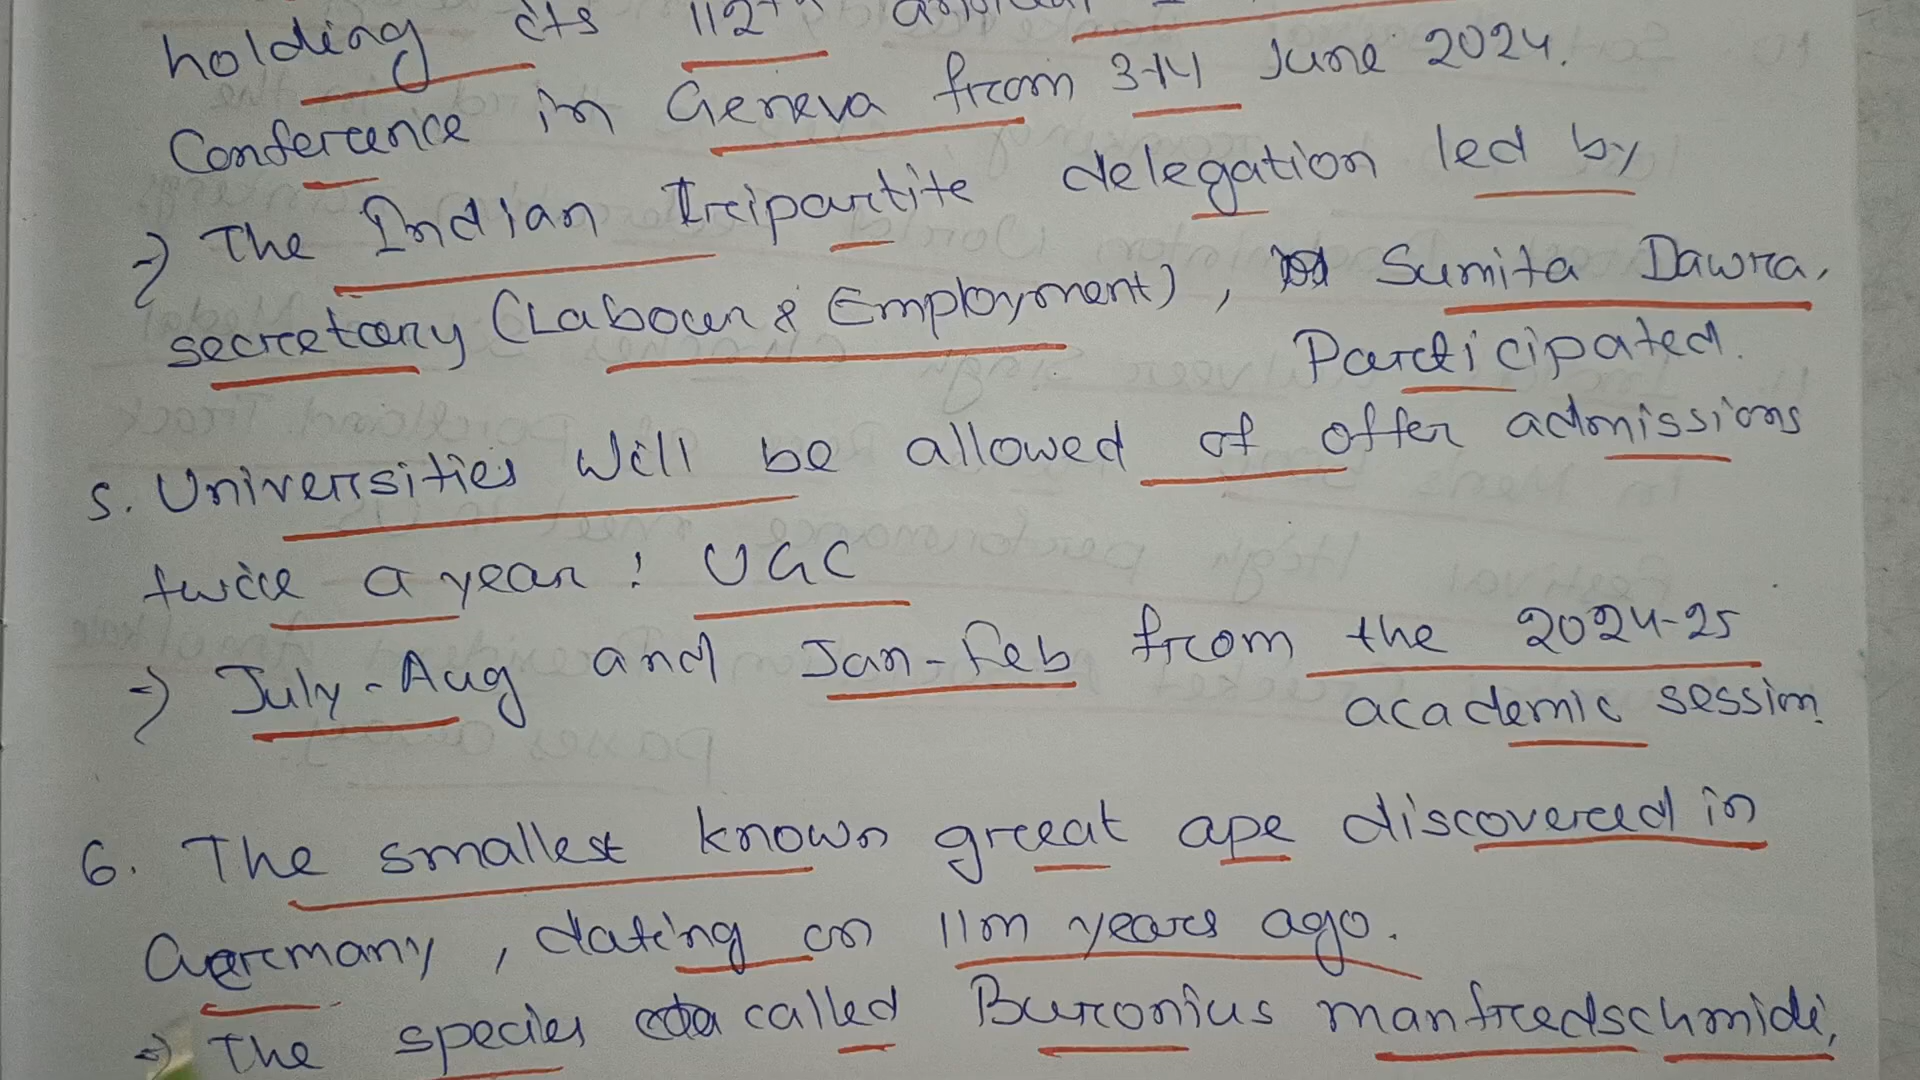 holding its 112th annual
Conference in Geneva from 3-14 June 2024.
=) The Indian Tripartite delegation led by
secretary (Labour & Employment), Sumita Dawra,
Participated.
5. Universities will be allowed of offer admissions
twice a year : UGC
=) July-Aug and Jan-Feb from the 2024-25
academic session
6. The smallest known great ape discovered in
Germany, dating on 11m years ago.
=) The species called Buronius manfredschmidi,